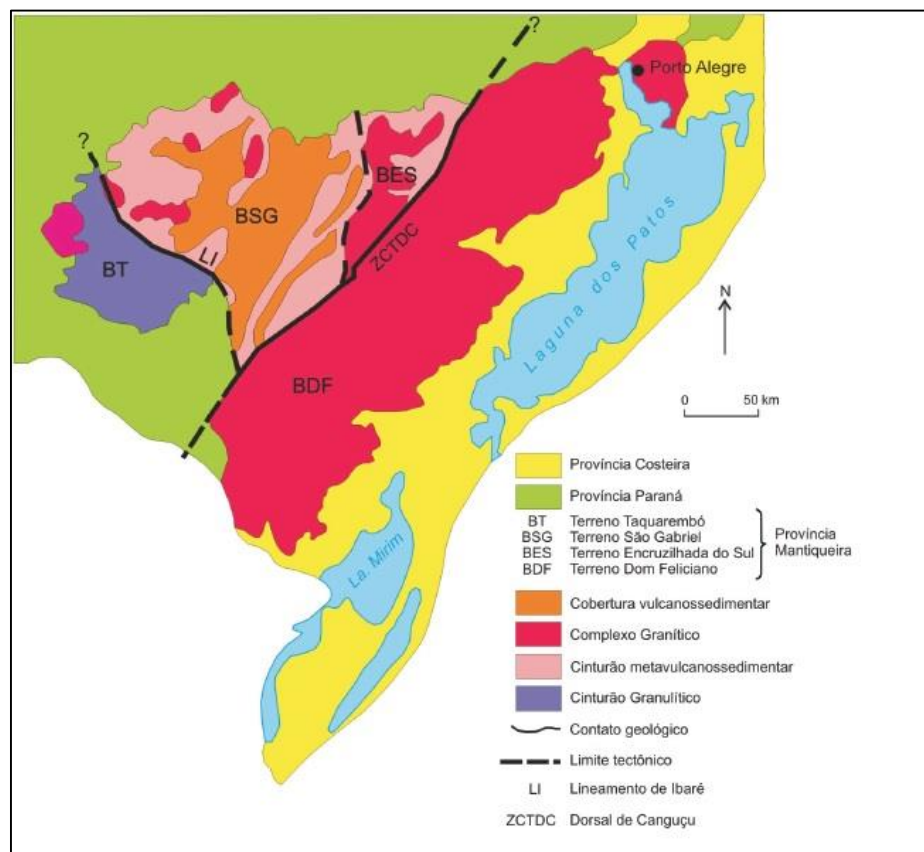 ?
Porto Alegre
?
BES
BSG
ZCTDC
LI
BT
Laguna dos Patos
N
BDF
0 50 km
Província Costeira
Província Paraná
BT Terreno Taquarembó
BSG Terreno São Gabriel
BES Terreno Encruzilhada do Sul
BDF Terreno Dom Feliciano
Província
Mantiqueira
La. Mirim
Cobertura vulcanossedimentar
Complexo Granítico
Cinturão metavulcanossedimentar
Cinturão Granulítico
Contato geológico
Limite tectônico
LI Lineamento de Ibaré
ZCTDC Dorsal de Canguçu